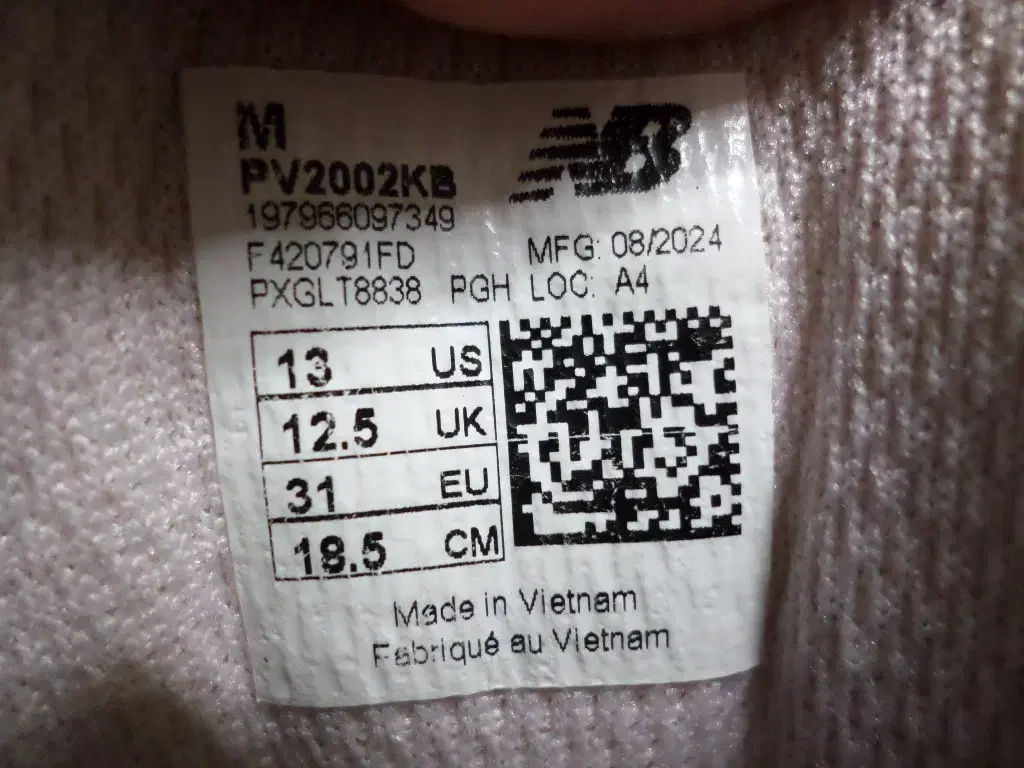 M
NB
PV2002KB
197966097349
F420791FD MFG: 08/2024
PXGLT8838 PGH LOC: A4
13 US
12.5 UK
31 EU
18.5 CM
Made in Vietnam
Fabriqué au Vietnam